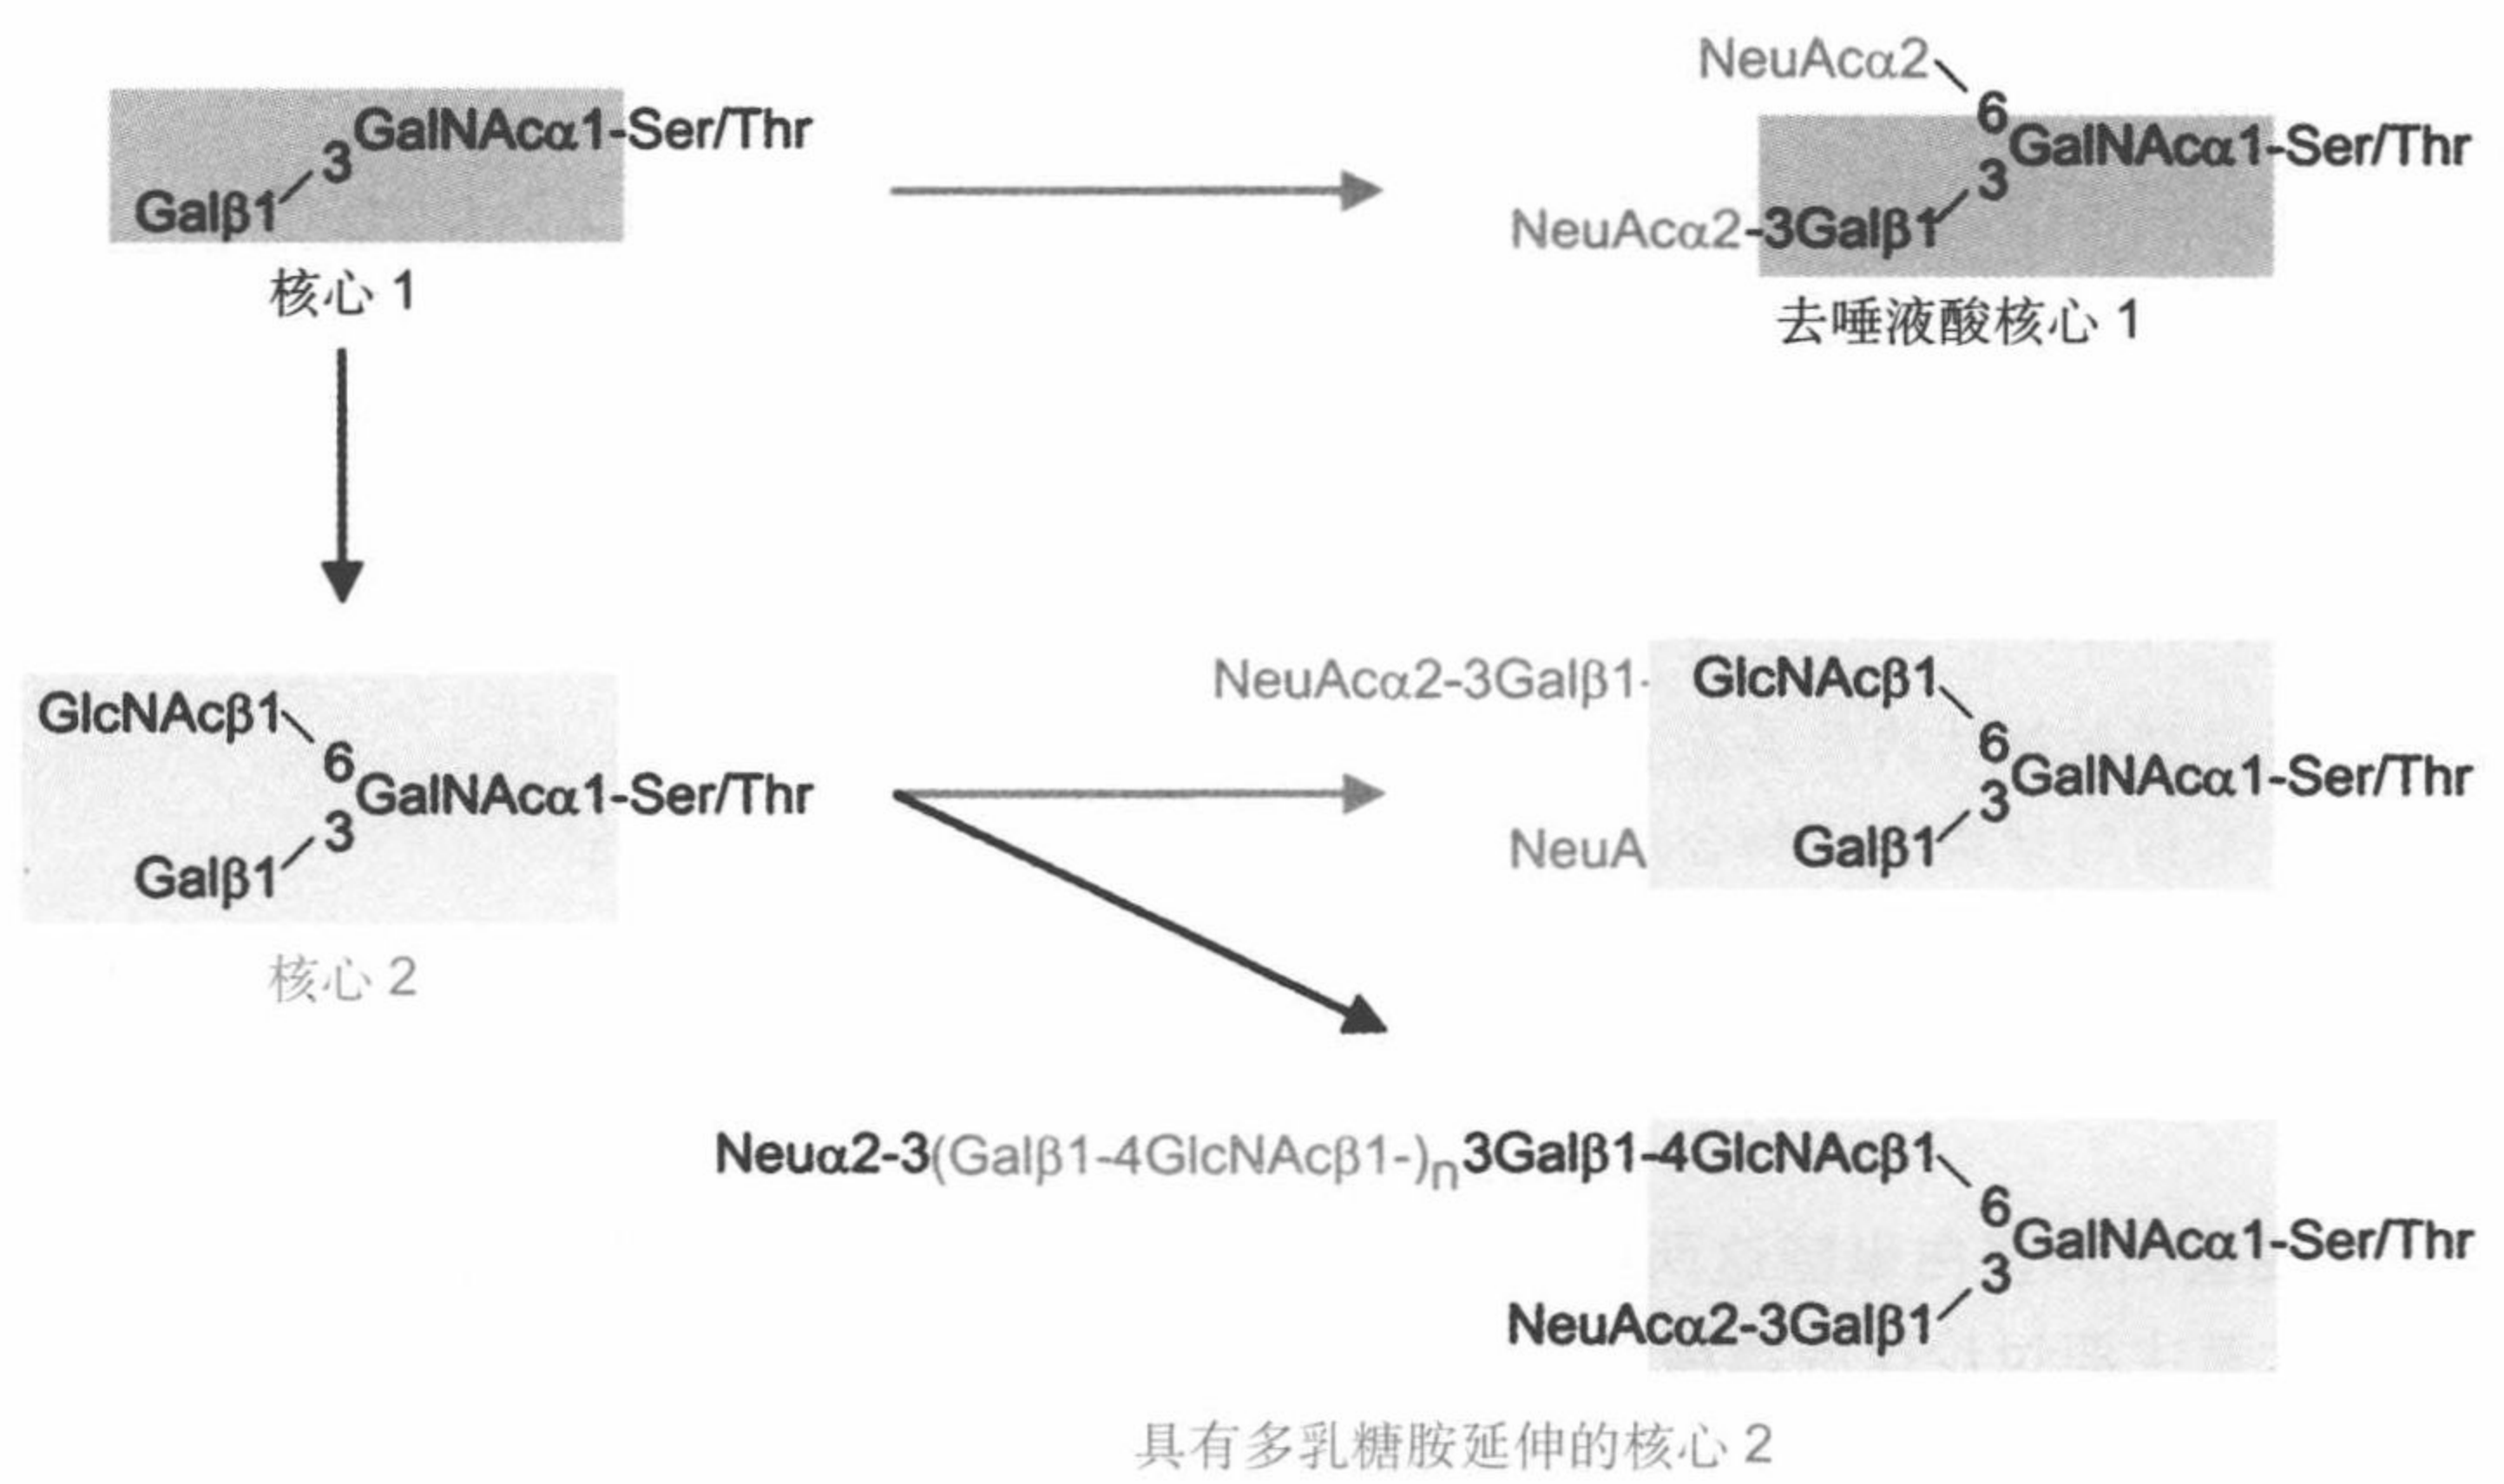 GalNAcα1-Ser/Thr
3
Galβ1
核心 1
NeuAcα2
6
GalNAcα1-Ser/Thr
3
NeuAcα2-3Galβ1
去唾液酸核心 1
GlcNAcβ1
6
GalNAcα1-Ser/Thr
3
Galβ1
核心 2
NeuAcα2-3Galβ1- GlcNAcβ1
6
GalNAcα1-Ser/Thr
3
NeuA Galβ1
Neuα2-3(Galβ1-4GlcNAcβ1-)n3Galβ1-4GlcNAcβ1
6
GalNAcα1-Ser/Thr
3
NeuAcα2-3Galβ1
具有多乳糖胺延伸的核心 2